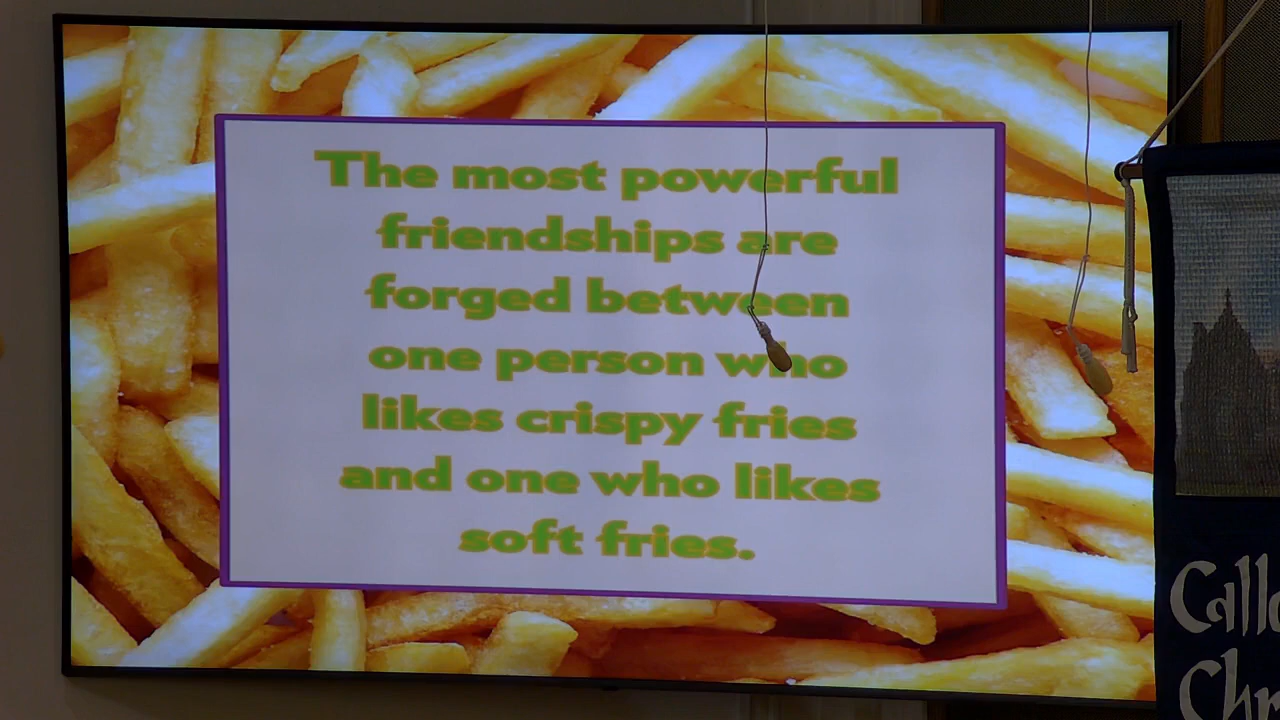 The most powerful
friendships are
forged between
one person who
likes crispy fries
and one who likes
soft fries.